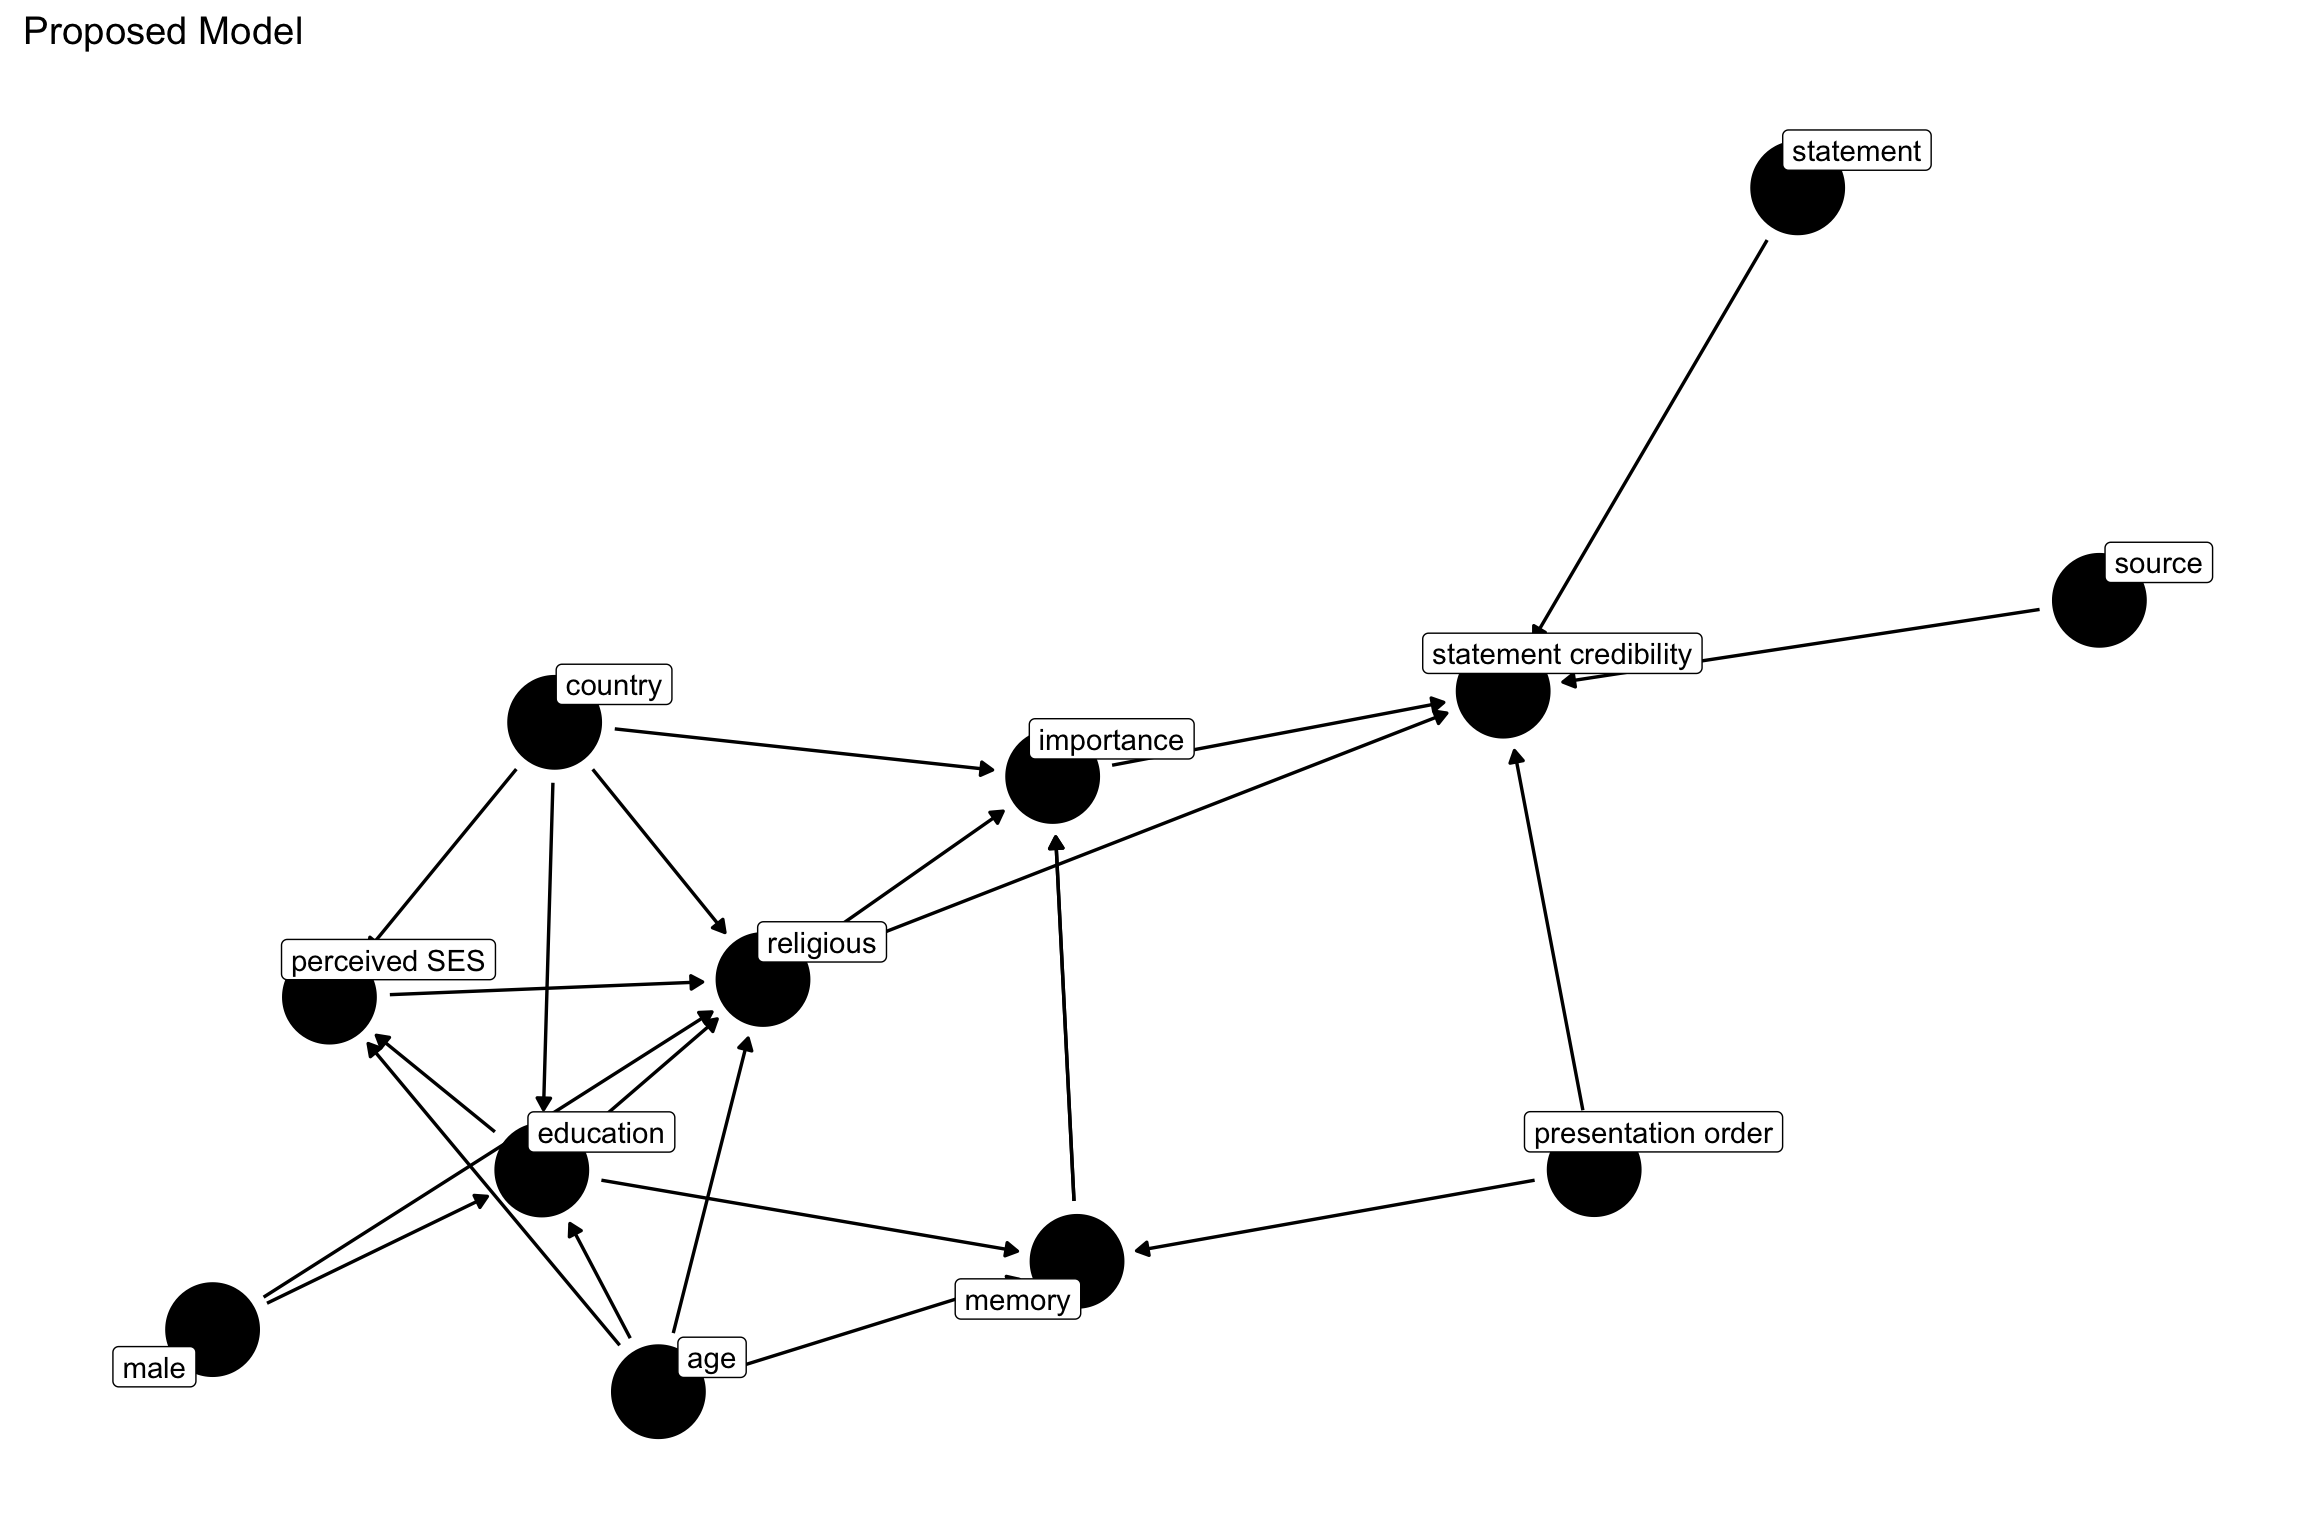 Proposed Model
statement
source
statement credibility
country
importance
religious
perceived SES
education
presentation order
memory
age
male